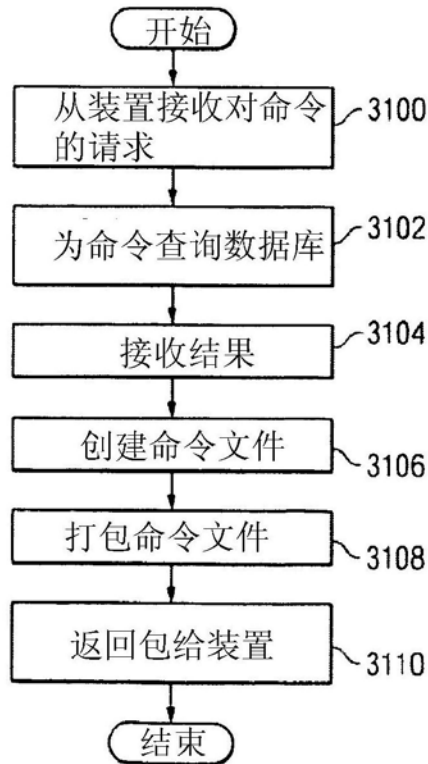 开始
从装置接收对命令
的请求
3100
为命令查询数据库
3102
接收结果
3104
创建命令文件
3106
打包命令文件
3108
返回包给装置
3110
结束